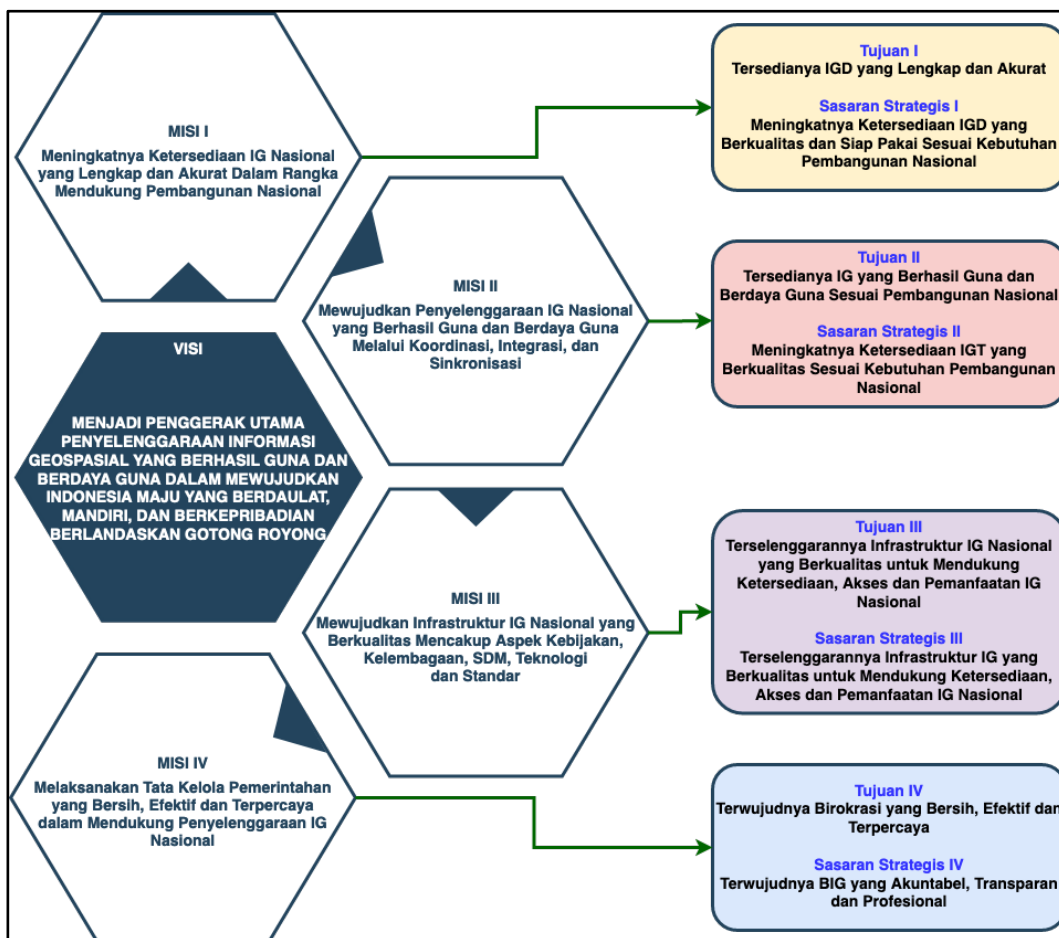 MISI I
Meningkatnya Ketersediaan IG Nasional
yang Lengkap dan Akurat Dalam Rangka
Mendukung Pembangunan Nasional
Tujuan I
Tersedianya IGD yang Lengkap dan Akurat
Sasaran Strategis I
Meningkatnya Ketersediaan IGD yang
Berkualitas dan Siap Pakai Sesuai Kebutuhan
Pembangunan Nasional
MISI II
Mewujudkan Penyelenggaraan IG Nasional
yang Berhasil Guna dan Berdaya Guna
Melalui Koordinasi, Integrasi, dan
Sinkronisasi
Tujuan II
Tersedianya IG yang Berhasil Guna dan
Berdaya Guna Sesuai Pembangunan Nasional
Sasaran Strategis II
Meningkatnya Ketersediaan IGT yang
Berkualitas Sesuai Kebutuhan Pembangunan
Nasional
VISI
MENJADI PENGGERAK UTAMA
PENYELENGGARAAN INFORMASI
GEOSPASIAL YANG BERHASIL GUNA DAN
BERDAYA GUNA DALAM MEWUJUDKAN
INDONESIA MAJU YANG BERDAULAT,
MANDIRI, DAN BERKEPRIBADIAN
BERLANDASKAN GOTONG ROYONG
MISI III
Mewujudkan Infrastruktur IG Nasional yang
Berkualitas Mencakup Aspek Kebijakan,
Kelembagaan, SDM, Teknologi
dan Standar
Tujuan III
Terselenggarannya Infrastruktur IG Nasional
yang Berkualitas untuk Mendukung
Ketersediaan, Akses dan Pemanfaatan IG
Nasional
Sasaran Strategis III
Terselenggarannya Infrastruktur IG yang
Berkualitas untuk Mendukung Ketersediaan,
Akses dan Pemanfaatan IG Nasional
MISI IV
Melaksanakan Tata Kelola Pemerintahan
yang Bersih, Efektif dan Terpercaya
dalam Mendukung Penyelenggaraan IG
Nasional
Tujuan IV
Terwujudnya Birokrasi yang Bersih, Efektif dan
Terpercaya
Sasaran Strategis IV
Terwujudnya BIG yang Akuntabel, Transparan
dan Profesional